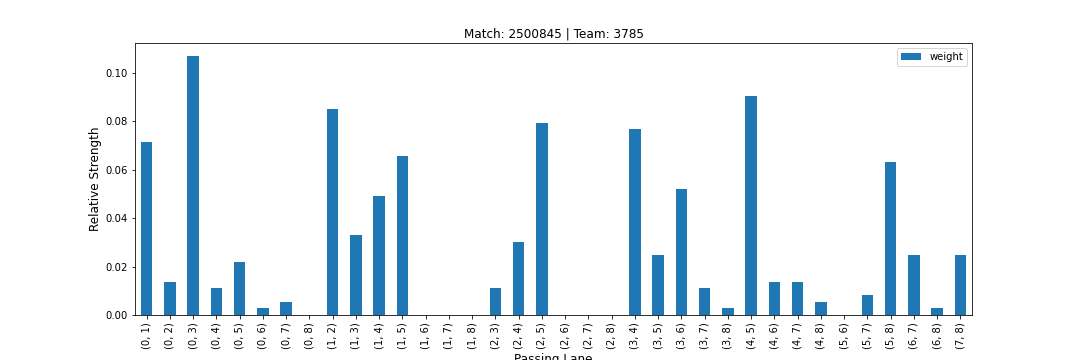 Match: 2500845 | Team: 3785
weight
Relative Strength
0.10
0.08
0.06
0.04
0.02
0.00
(0, 1) (0, 2) (0, 3) (0, 4) (0, 5) (0, 6) (0, 7) (0, 8) (1, 2) (1, 3) (1, 4) (1, 5) (1, 6) (1, 7) (1, 8) (2, 3) (2, 4) (2, 5) (2, 6) (2, 7) (2, 8) (3, 4) (3, 5) (3, 6) (3, 7) (3, 8) (4, 5) (4, 6) (4, 7) (4, 8) (5, 6) (5, 7) (5, 8) (6, 7) (6, 8) (7, 8)
Passing Lane